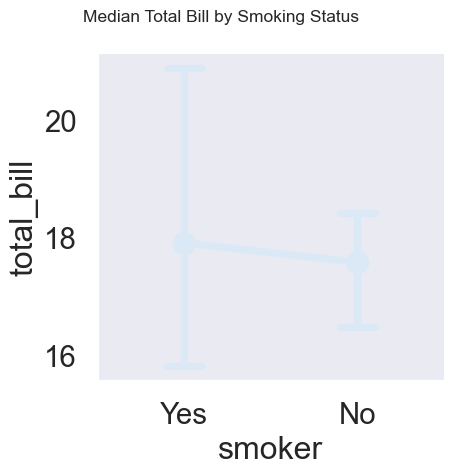 Median Total Bill by Smoking Status
20
18
16
total_bill
Yes
No
smoker